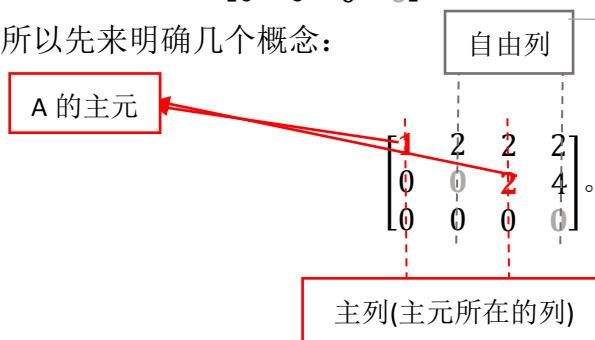 所以先来明确几个概念：
自由列
A 的主元
1 2 2 2
0 0 2 4
0 0 0 0
。
主列(主元所在的列)